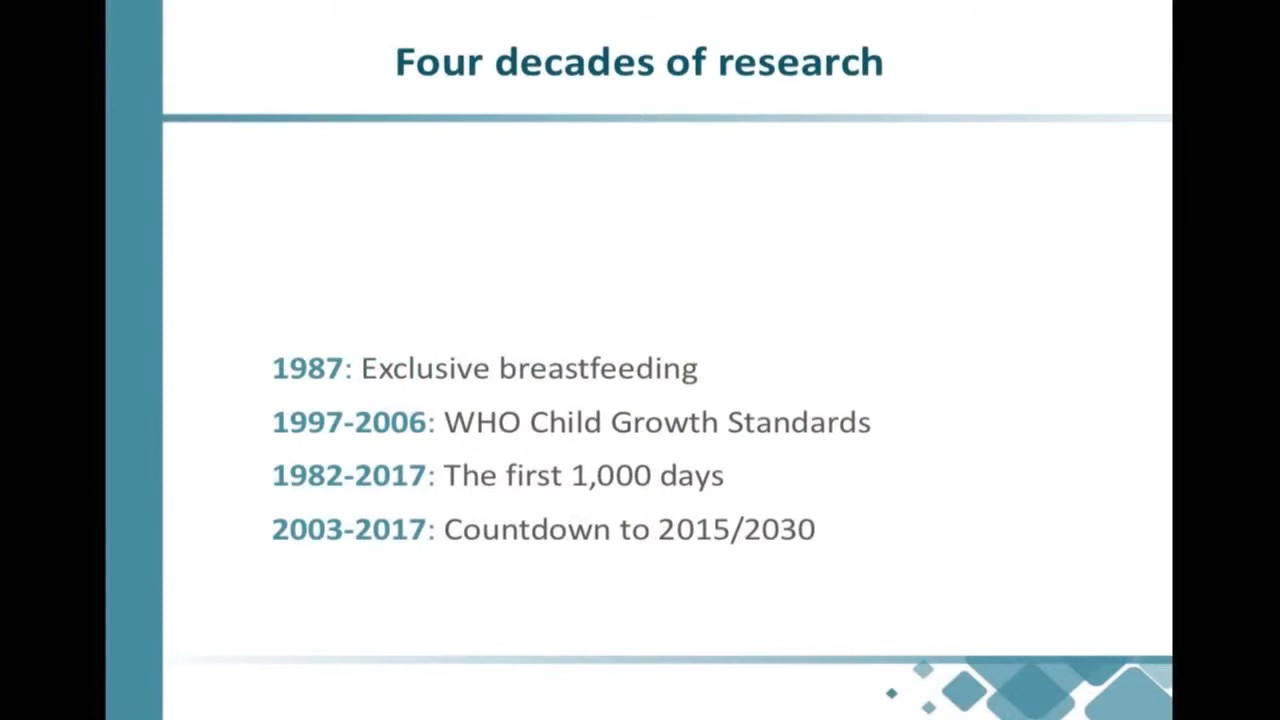 Four decades of research
1987: Exclusive breastfeeding
1997-2006: WHO Child Growth Standards
1982-2017: The first 1,000 days
2003-2017: Countdown to 2015/2030